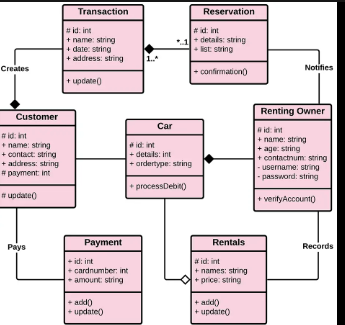 Transaction
# id: int
+ name: string
+ date: string
+ address: string
+ update()
Reservation
# id: int
+ details: string
+ list: string
+ confirmation()
*..1
1..*
Creates
Notifies
Customer
# id: int
+ name: string
+ contact: string
+ address: string
# payment: int
# update()
Car
# id: int
+ details: int
+ ordertype: string
+ processDebit()
Renting Owner
# id: int
+ name: string
+ age: string
+ contactnum: string
- username: string
- password: string
+ verifyAccount()
Pays
Records
Payment
+ id: int
+ cardnumber: int
+ amount: string
+ add()
+ update()
Rentals
# id: int
+ names: string
+ price: string
+ add()
+ update()